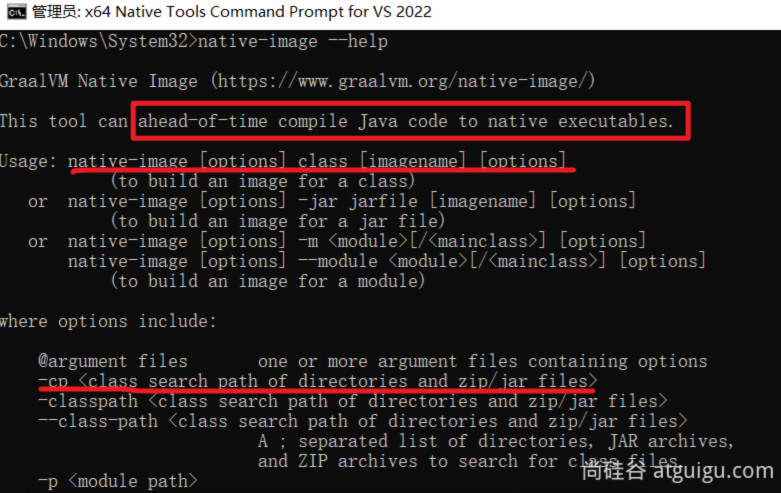 管理员: x64 Native Tools Command Prompt for VS 2022
C:\Windows\System32>native-image --help
GraalVM Native Image (https://www.graalvm.org/native-image/)
This tool can ahead-of-time compile Java code to native executables.
Usage: native-image [options] class [imagename] [options]
(to build an image for a class)
or native-image [options] -jar jarfile [imagename] [options]
(to build an image for a jar file)
or native-image [options] -m <module>[/<mainclass>] [options]
native-image [options] --module <module>[/<mainclass>] [options]
(to build an image for a module)
where options include:
@argument files one or more argument files containing options
-cp <class search path of directories and zip/jar files>
-classpath <class search path of directories and zip/jar files>
--class-path <class search path of directories and zip/jar files>
A ; separated list of directories, JAR archives,
and ZIP archives to search for class files.
-p <module path>
尚硅谷 atguigu.com